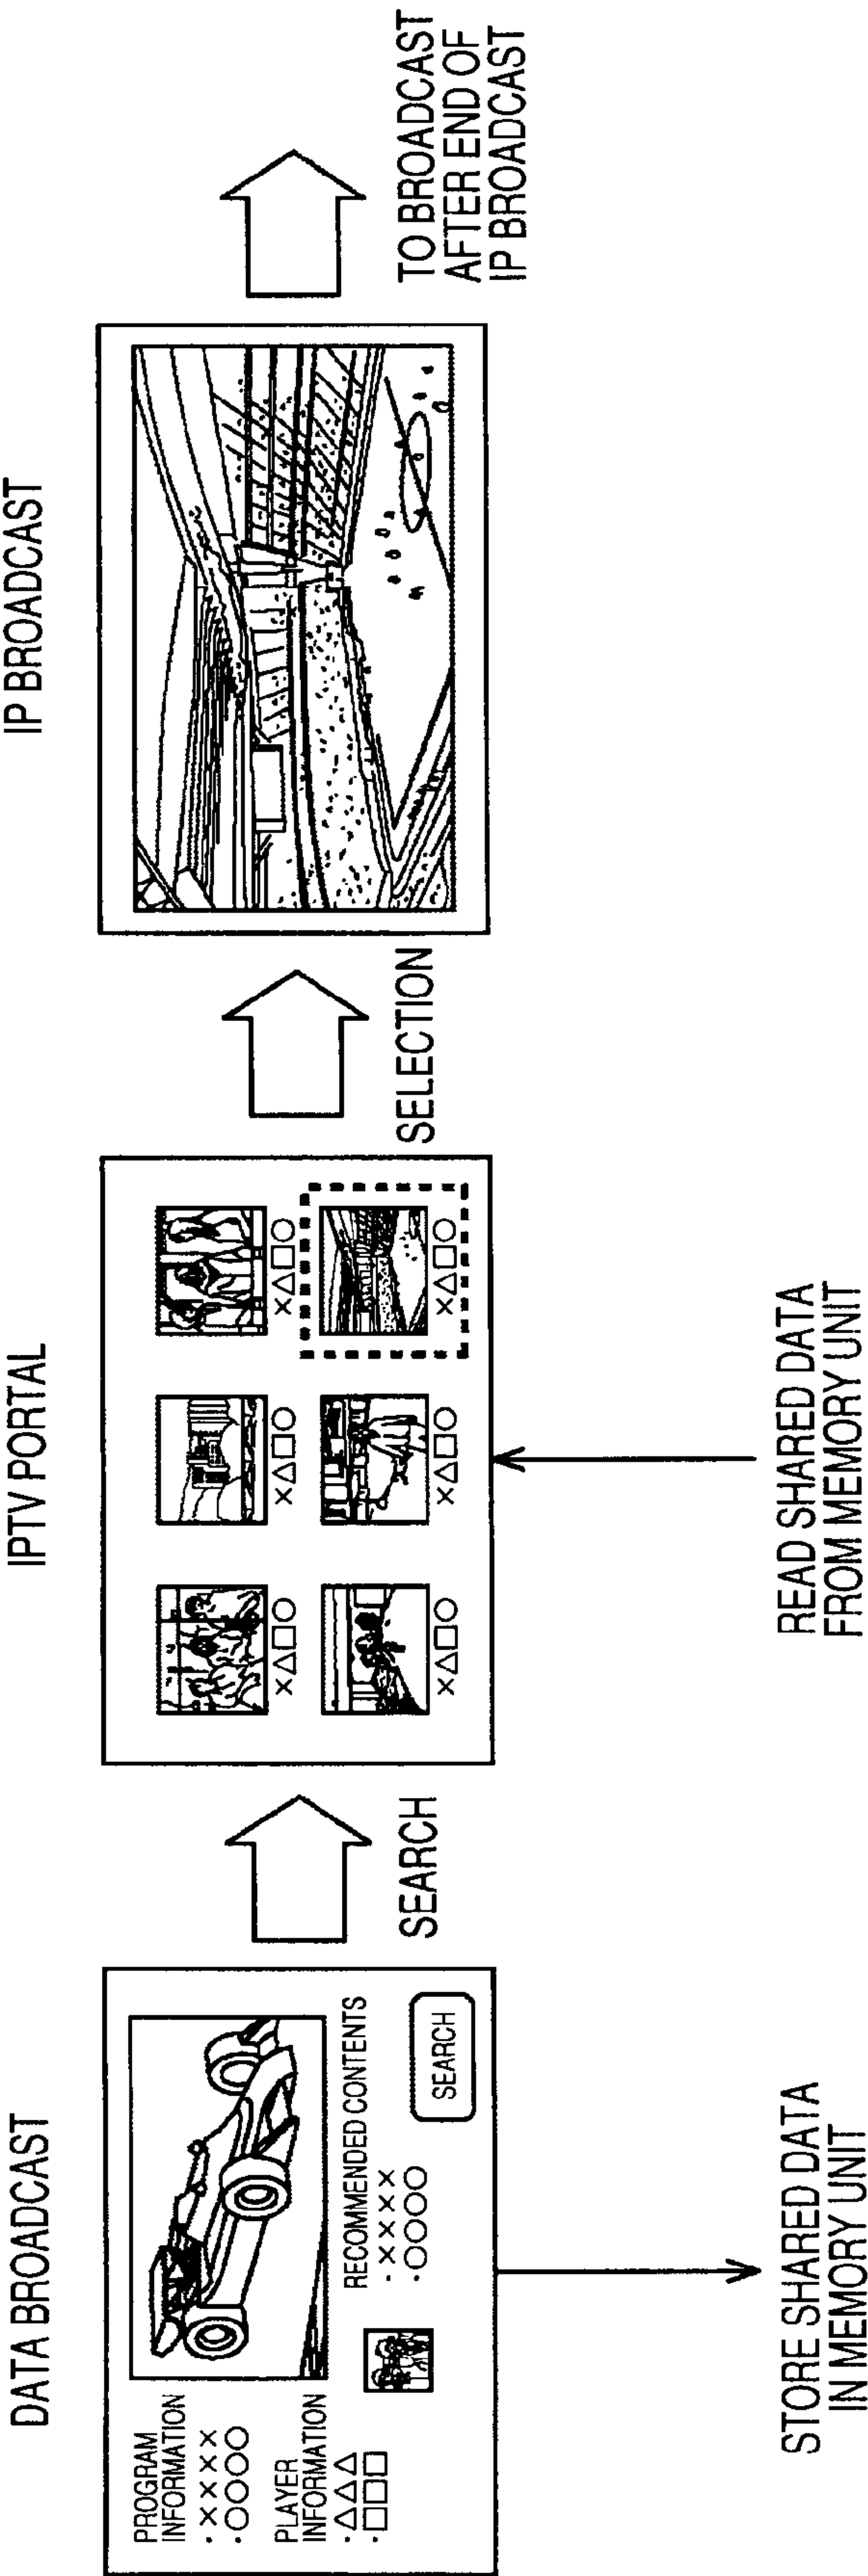 DATA BROADCAST
PROGRAM
INFORMATION
· ××××
· ○○○○
PLAYER
INFORMATION
· △△△
· □□□
RECOMMENDED CONTENTS
· ××××
· ○○○○
SEARCH
STORE SHARED DATA
IN MEMORY UNIT
SEARCH
IPTV PORTAL
×△□○
×△□○
×△□○
×△□○
×△□○
×△□○
READ SHARED DATA
FROM MEMORY UNIT
SELECTION
IP BROADCAST
TO BROADCAST
AFTER END OF
IP BROADCAST